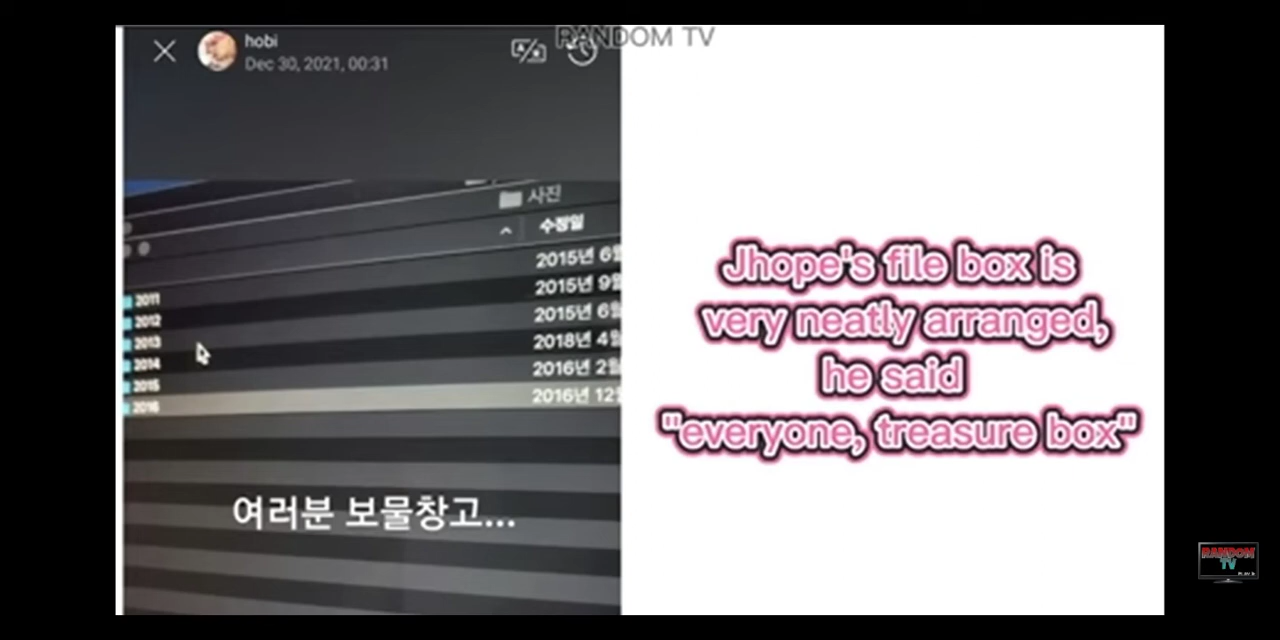 RANDOM TV
hobi
Dec 30, 2021, 00:31
사진
수정일
2015년 6월
2011 2015년 9월
2012 2015년 6월
2013 2018년 4월
2014 2016년 2월
2015 2016년 12
2016
여러분 보물창고...
Jhope's file box is
very neatly arranged,
he said
"everyone, treasure box"
RANDOM
TV